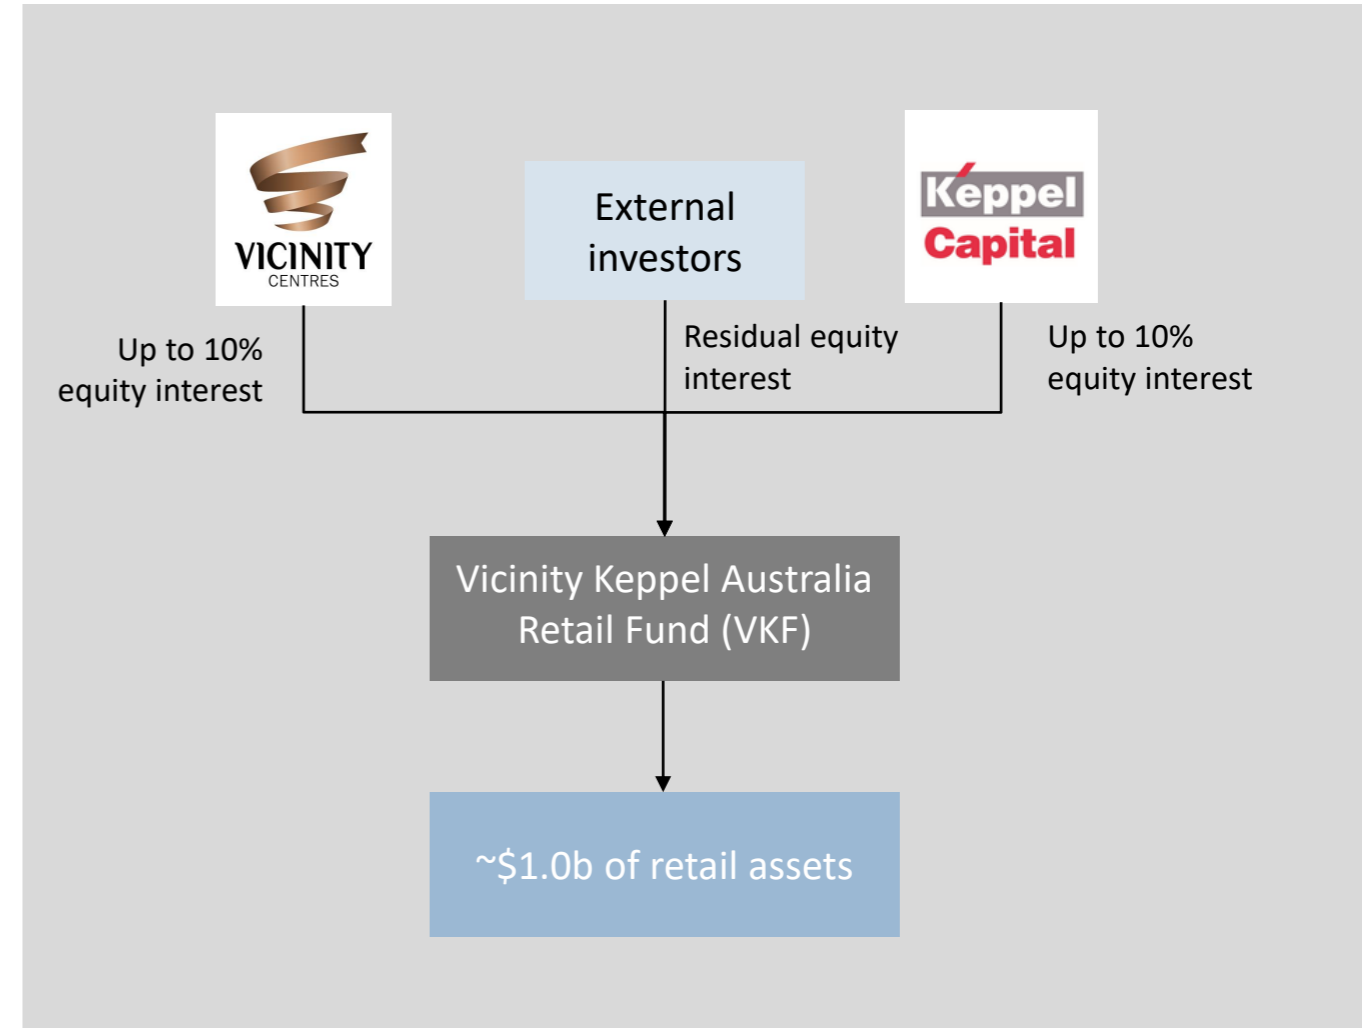 VICINITY
CENTRES
External
investors
Keppel
Capital
Up to 10%
equity interest
Residual equity
interest
Up to 10%
equity interest
Vicinity Keppel Australia
Retail Fund (VKF)
~$1.0b of retail assets